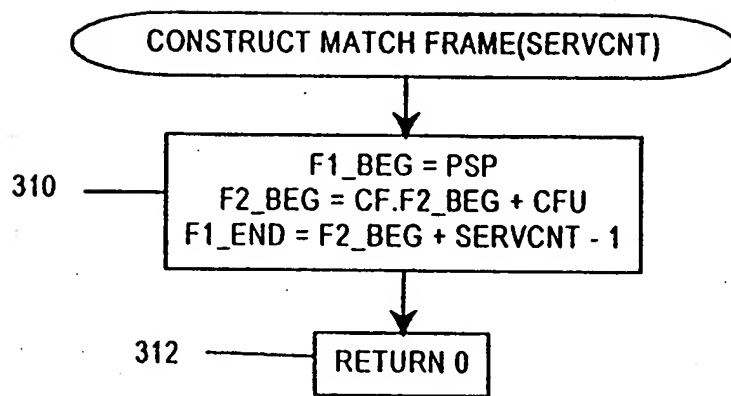 CONSTRUCT MATCH FRAME(SERVCNT)
310
F1_BEG = PSP
F2_BEG = CF.F2_BEG + CFU
F1_END = F2_BEG + SERVCNT - 1
312
RETURN 0